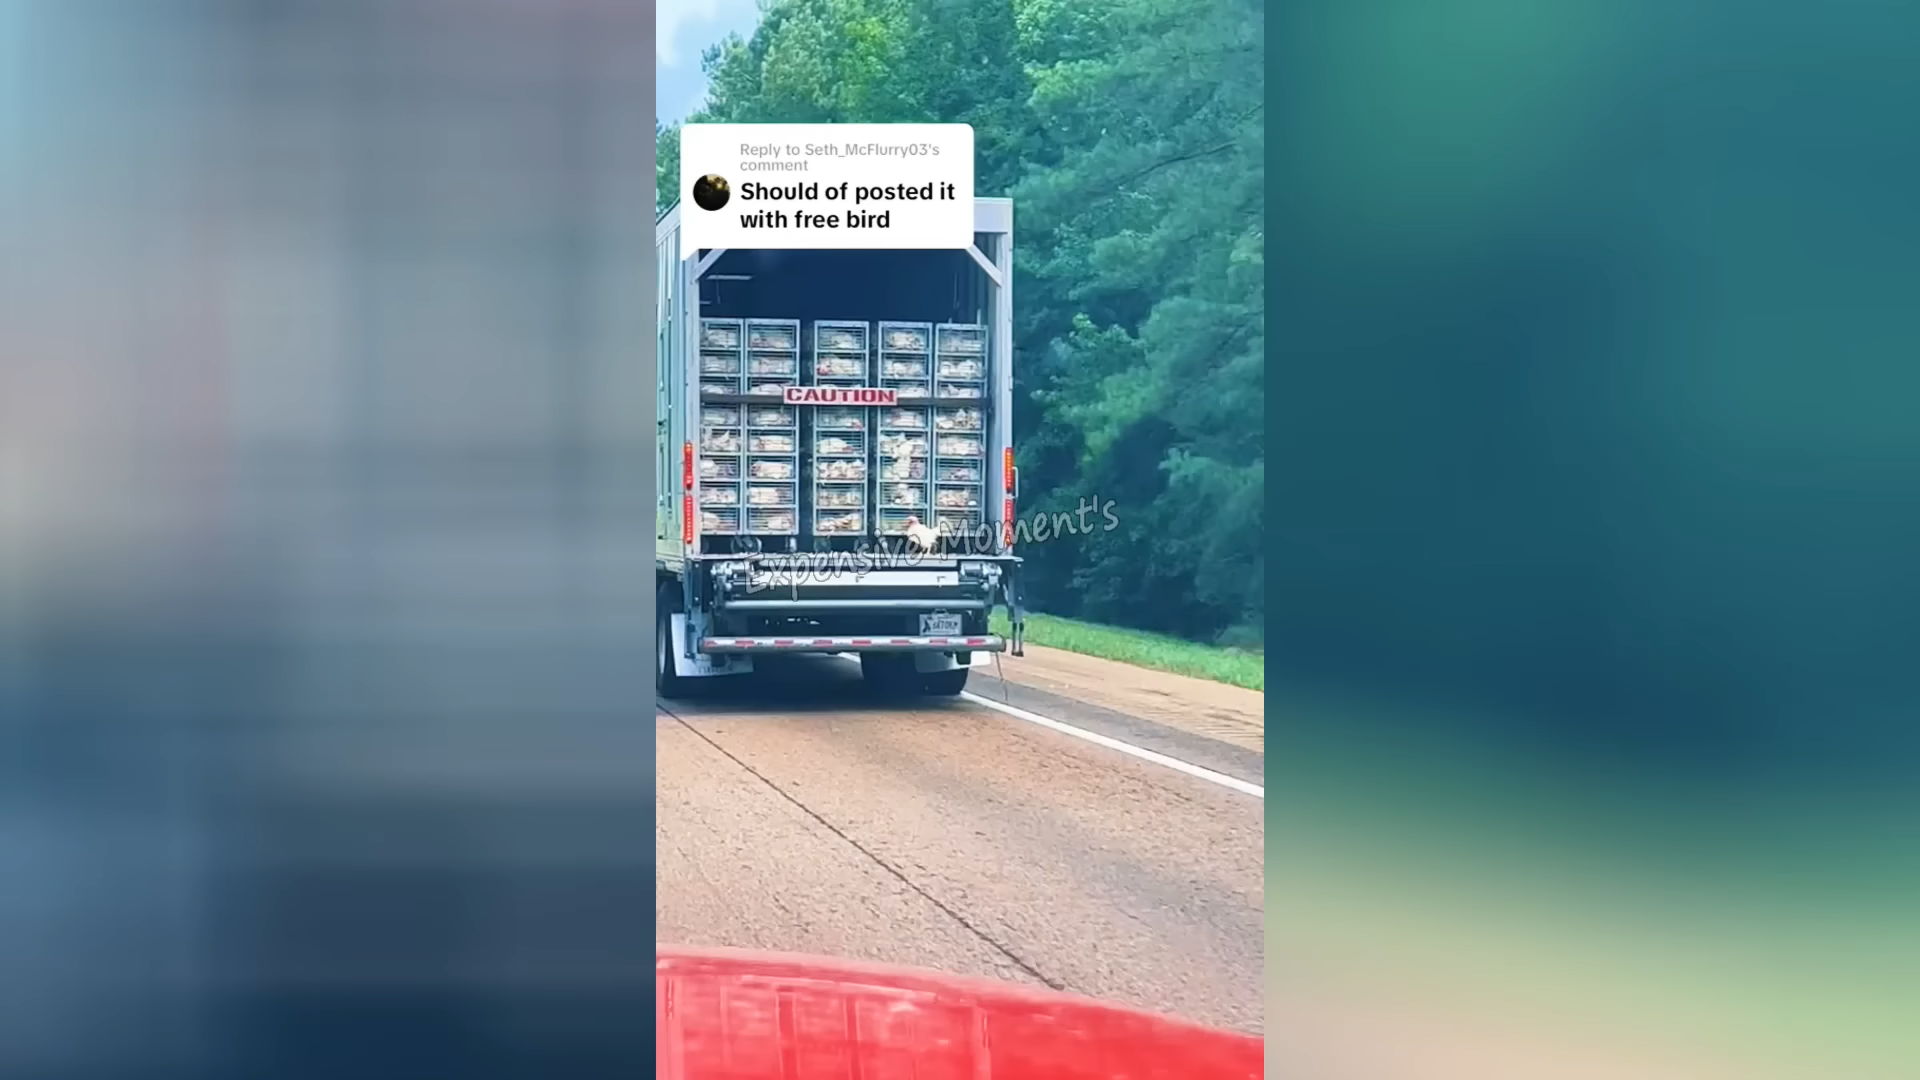 Reply to Seth_McFlurry03's
comment
Should of posted it
with free bird
CAUTION
Expensive Moment's